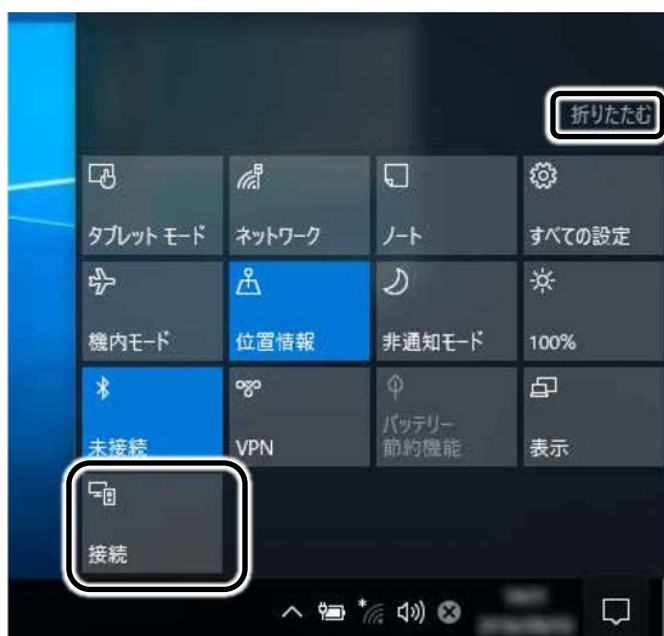 折りたたむ
タブレット モード
ネットワーク
ノート
すべての設定
機内モード
位置情報
非通知モード
100%
未接続
VPN
バッテリー
節約機能
表示
接続